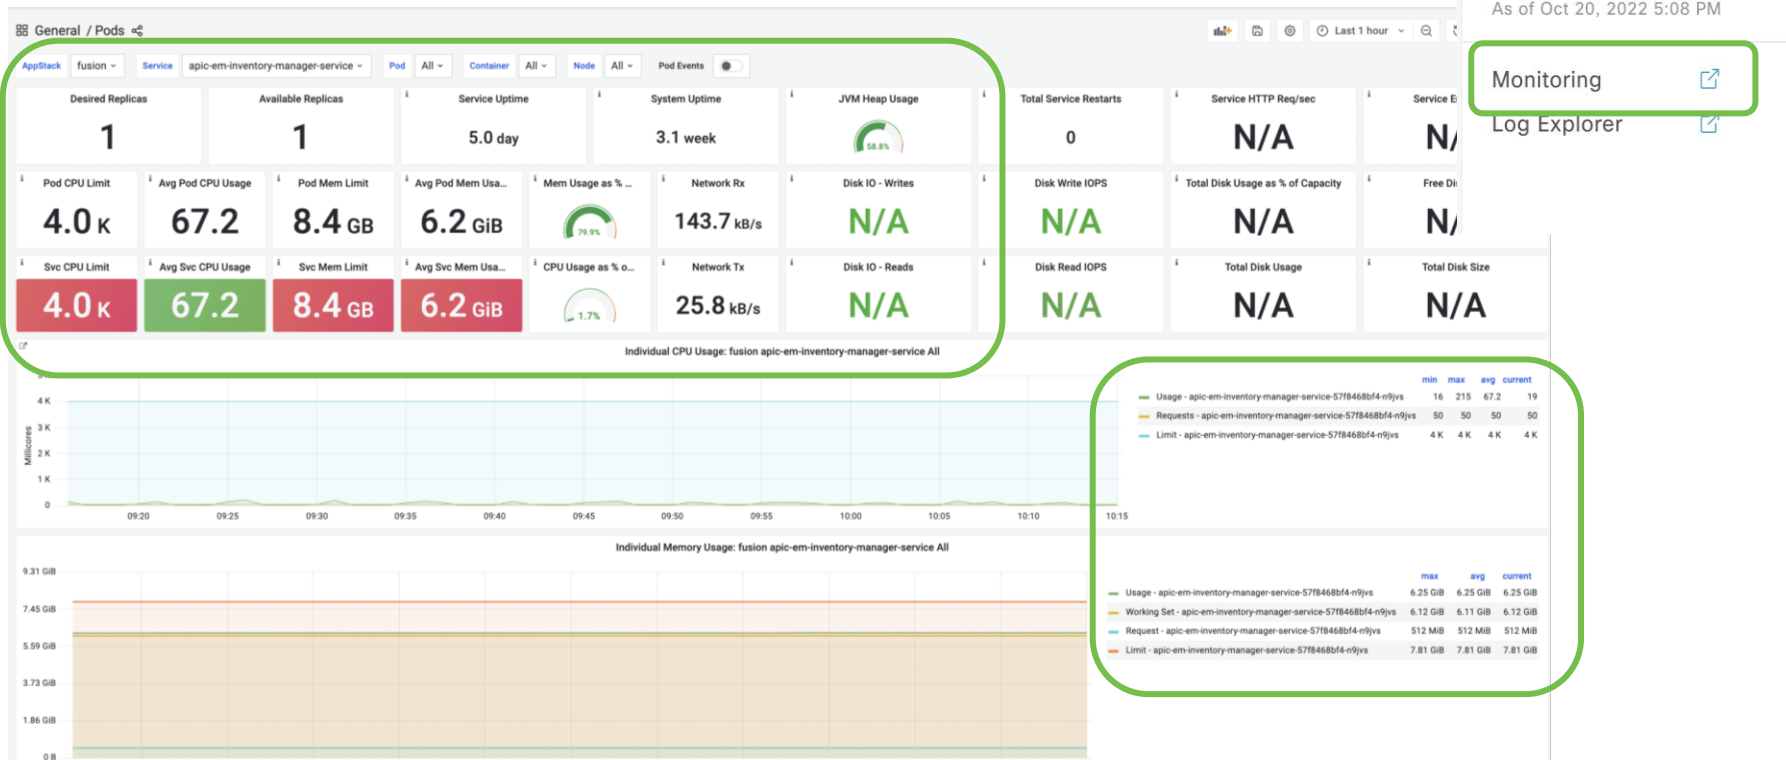 General / Pods
Last 1 hour
As of Oct 20, 2022 5:08 PM
Monitoring
Log Explorer
AppStack fusion Service apic-em-inventory-manager-service Pod All Container All Node All Pod Events
Desired Replicas Available Replicas Service Uptime System Uptime JVM Heap Usage Total Service Restarts Service HTTP Req/sec Service E
1 1 5.0 day 3.1 week 58.8% 0 N/A N/
Pod CPU Limit Avg Pod CPU Usage Pod Mem Limit Avg Pod Mem Usa... Mem Usage as % ... Network Rx Disk IO - Writes Disk Write IOPS Total Disk Usage as % of Capacity Free Di
4.0 K 67.2 8.4 GB 6.2 GiB 79.9% 143.7 kB/s N/A N/A N/A N/
Svc CPU Limit Avg Svc CPU Usage Svc Mem Limit Avg Svc Mem Usa... CPU Usage as % o... Network Tx Disk IO - Reads Disk Read IOPS Total Disk Usage Total Disk Size
4.0 K 67.2 8.4 GB 6.2 GiB 1.7% 25.8 kB/s N/A N/A N/A N/A
Individual CPU Usage: fusion apic-em-inventory-manager-service All
Millicores
4 K
3 K
2 K
1 K
0
09:20 09:25 09:30 09:35 09:40 09:45 09:50 09:55 10:00 10:05 10:10 10:15
min max avg current
Usage - apic-em-inventory-manager-service-57f8468bf4-n9jvs 16 215 67.2 19
Requests - apic-em-inventory-manager-service-57f8468bf4-n9jvs 50 50 50 50
Limit - apic-em-inventory-manager-service-57f8468bf4-n9jvs 4 K 4 K 4 K 4 K
Individual Memory Usage: fusion apic-em-inventory-manager-service All
9.31 GiB
7.45 GiB
5.59 GiB
3.73 GiB
1.86 GiB
0 B
max avg current
Usage - apic-em-inventory-manager-service-57f8468bf4-n9jvs 6.25 GiB 6.25 GiB 6.25 GiB
Working Set - apic-em-inventory-manager-service-57f8468bf4-n9jvs 6.12 GiB 6.11 GiB 6.12 GiB
Request - apic-em-inventory-manager-service-57f8468bf4-n9jvs 512 MiB 512 MiB 512 MiB
Limit - apic-em-inventory-manager-service-57f8468bf4-n9jvs 7.81 GiB 7.81 GiB 7.81 GiB